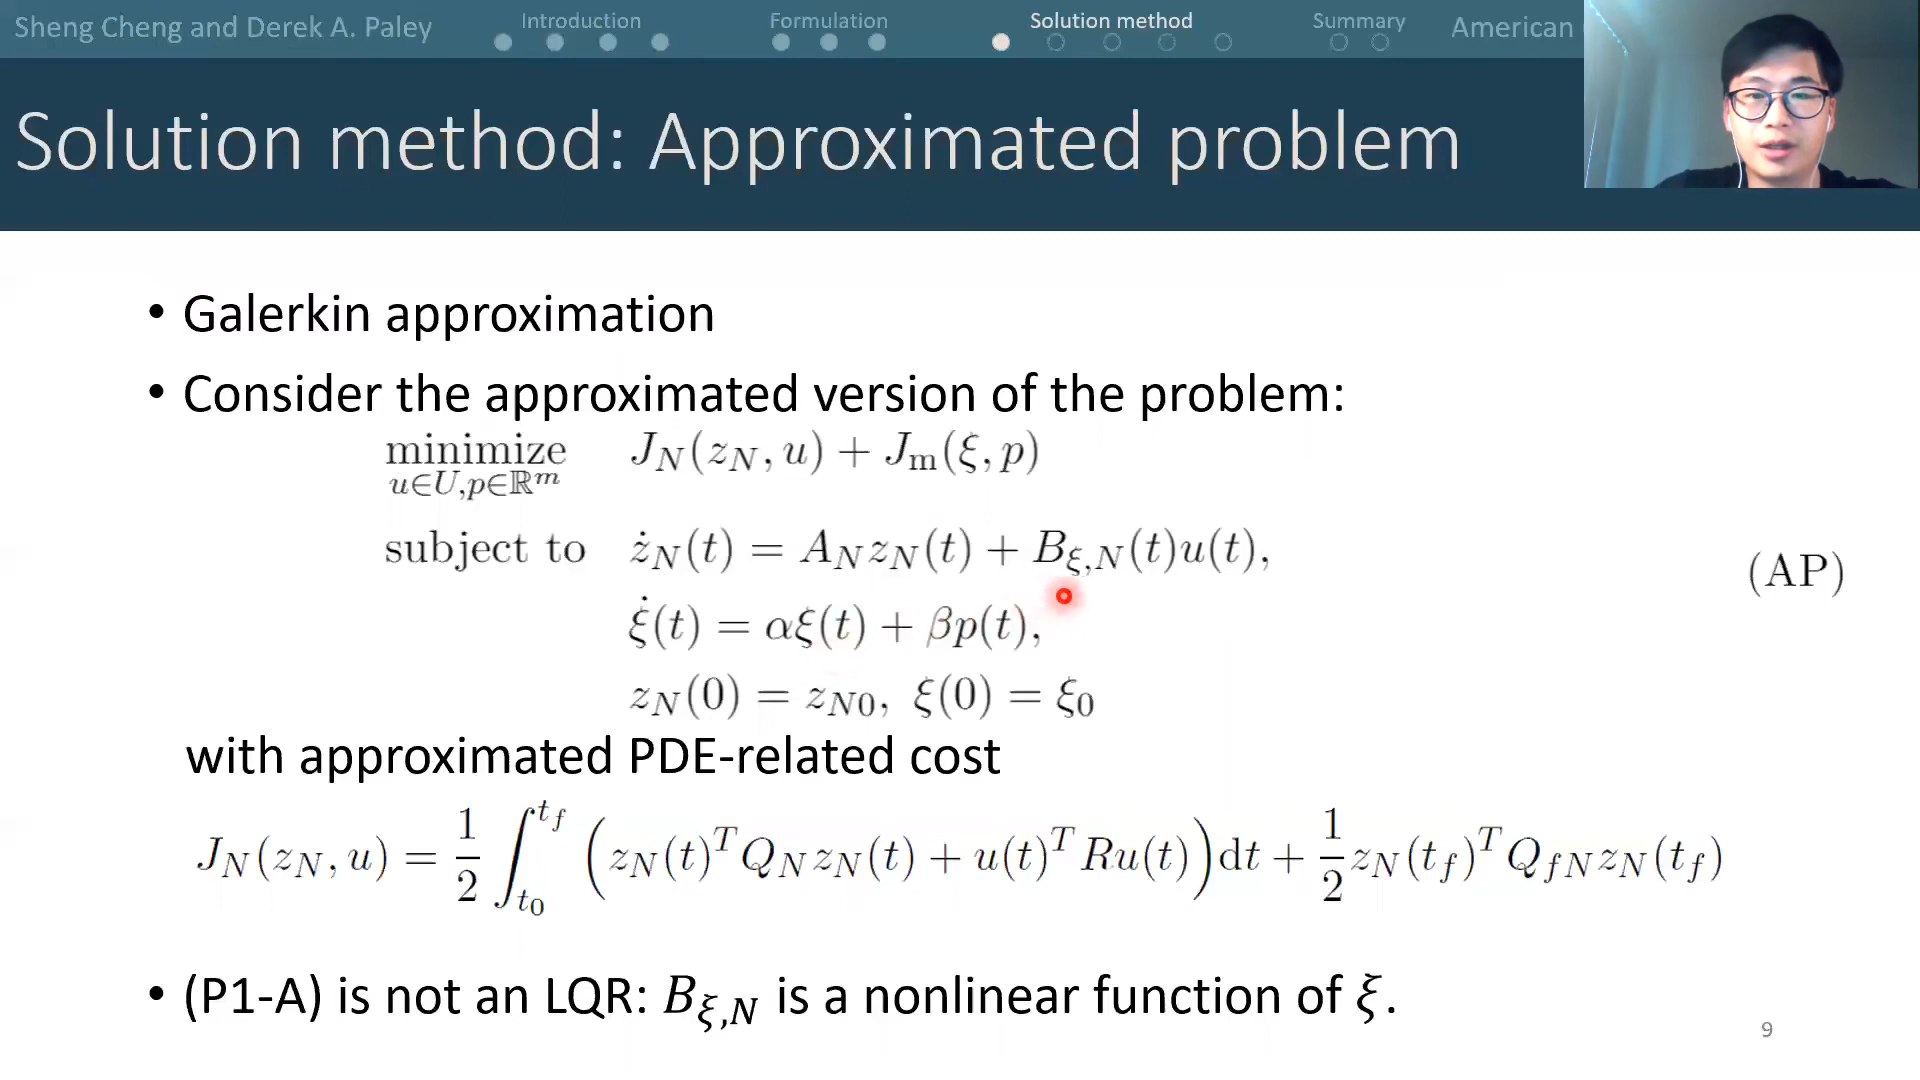 Sheng Cheng and Derek A. Paley
Introduction
Formulation
Solution method
Summary
American
Solution method: Approximated problem
• Galerkin approximation
• Consider the approximated version of the problem:
minimize J_N(z_N, u) + J_m(ξ, p)
u∈U,p∈ℝ^m
subject to ż_N(t) = A_N z_N(t) + B_{ξ,N}(t)u(t),
(AP)
ξ̇(t) = αξ(t) + βp(t),
z_N(0) = z_{N0}, ξ(0) = ξ_0
with approximated PDE-related cost
J_N(z_N, u) = 1/2 ∫_{t_0}^{t_f} (z_N(t)^T Q_N z_N(t) + u(t)^T Ru(t)) dt + 1/2 z_N(t_f)^T Q_{fN} z_N(t_f)
• (P1-A) is not an LQR: B_{ξ,N} is a nonlinear function of ξ.
9